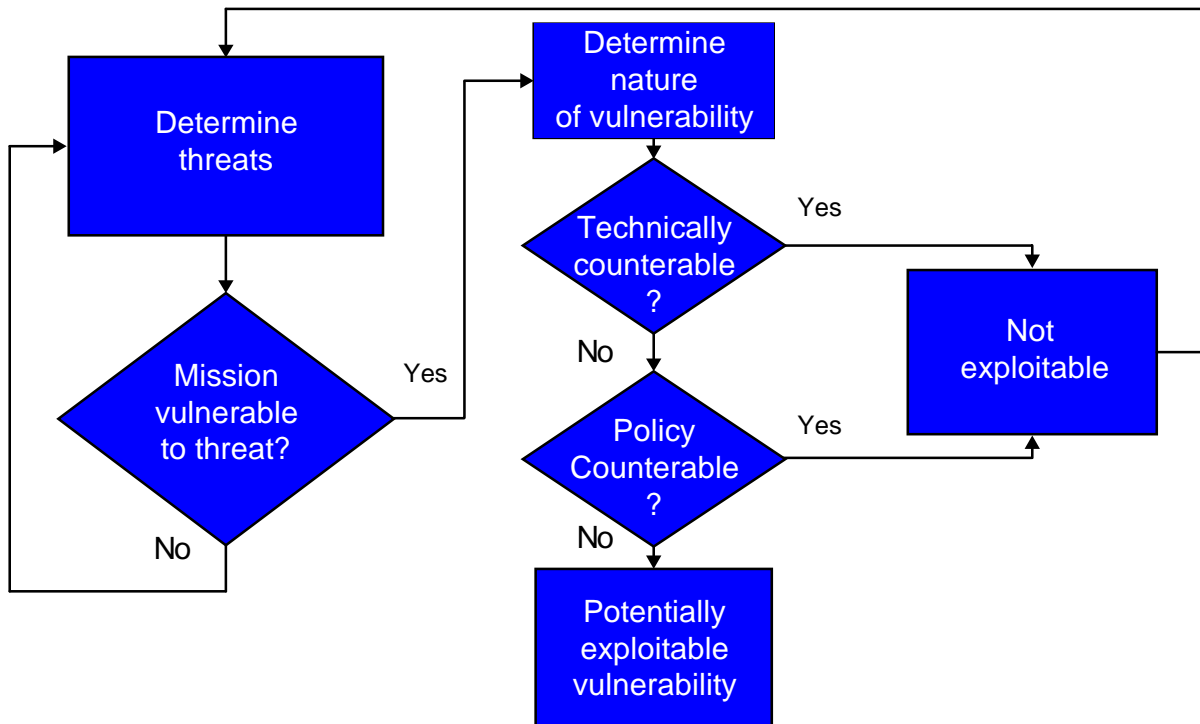 Determine
threats
Mission
vulnerable
to threat?
Yes
No
Determine
nature
of vulnerability
Technically
counterable
?
Yes
No
Policy
Counterable
?
Yes
No
Not
exploitable
Potentially
exploitable
vulnerability